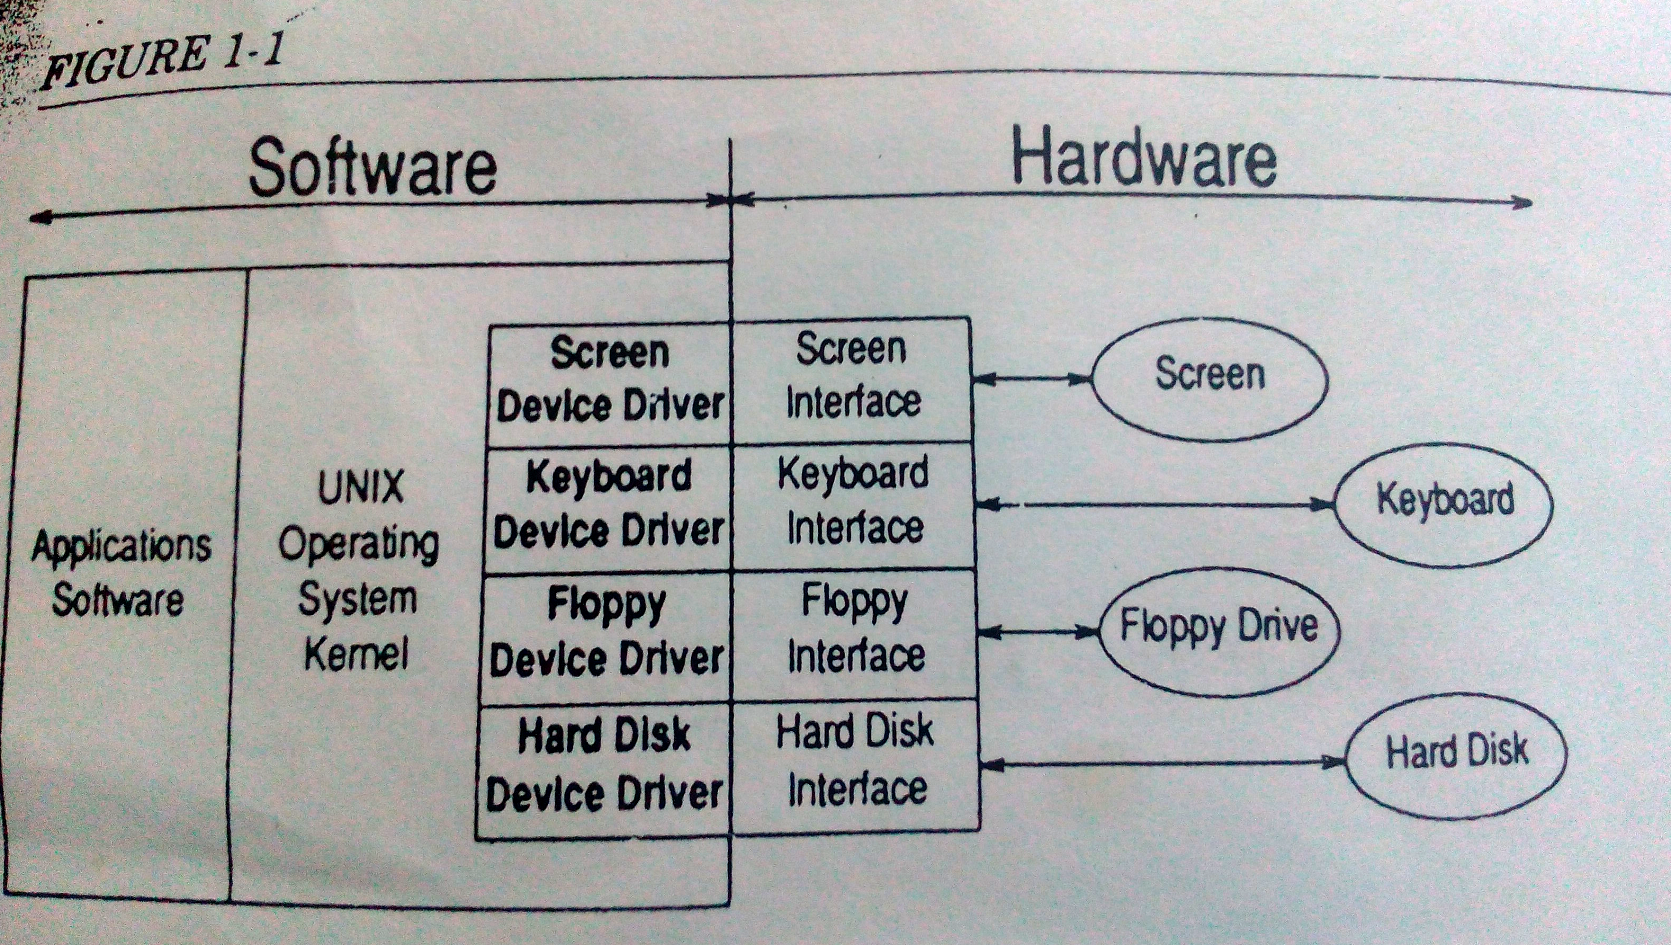 FIGURE 1-1
Software
Hardware
Applications
Software
UNIX
Operating
System
Kernel
Screen
Device Driver
Screen
Interface
Screen
Keyboard
Device Driver
Keyboard
Interface
Keyboard
Floppy
Device Driver
Floppy
Interface
Floppy Drive
Hard Disk
Device Driver
Hard Disk
Interface
Hard Disk